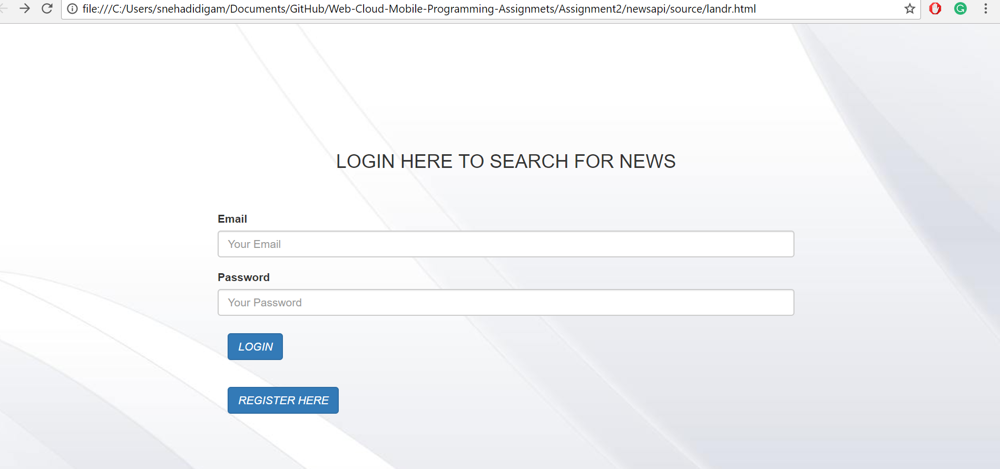 file:///C:/Users/snehadidigam/Documents/GitHub/Web-Cloud-Mobile-Programming-Assignmets/Assignment2/newsapi/source/landr.html
LOGIN HERE TO SEARCH FOR NEWS
Email
Your Email
Password
Your Password
LOGIN
REGISTER HERE